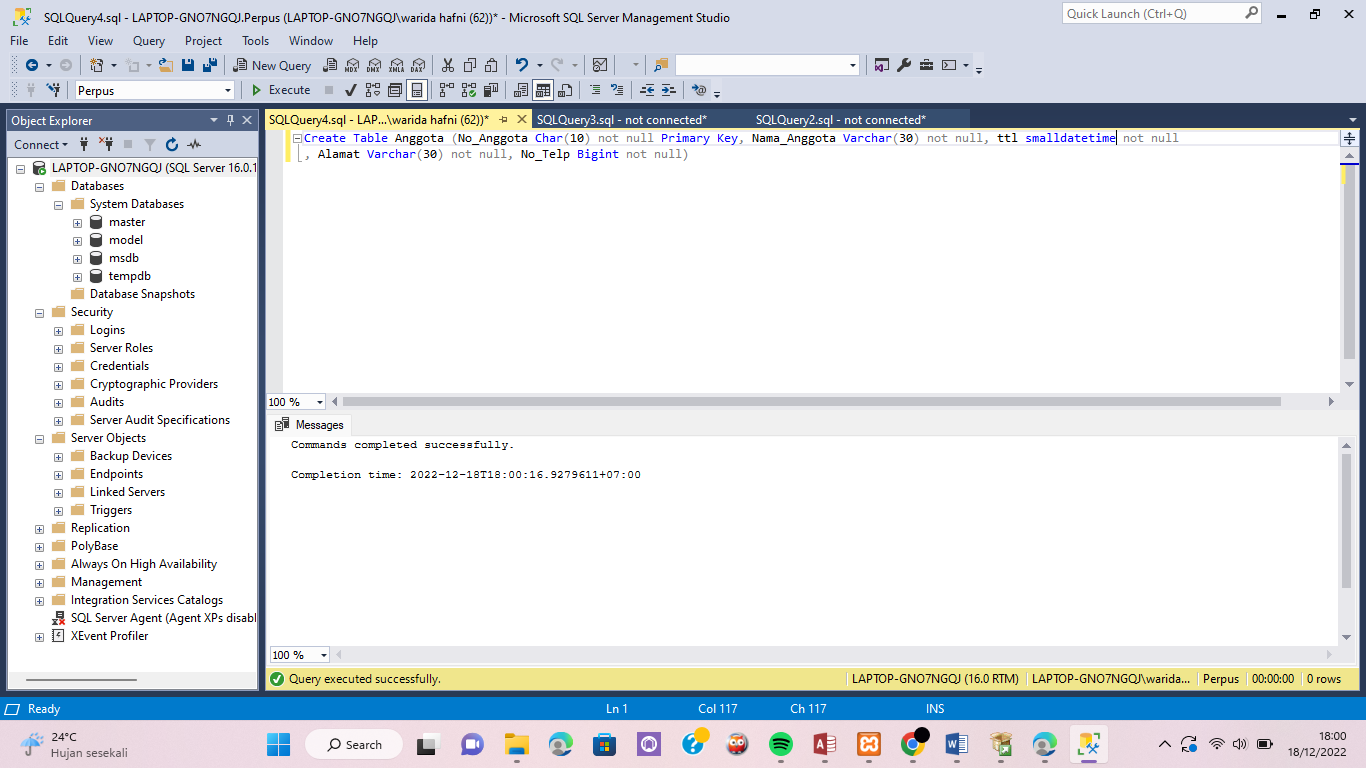 SQLQuery4.sql - LAPTOP-GNO7NGQJ.Perpus (LAPTOP-GNO7NGQJ\warida hafni (62))* - Microsoft SQL Server Management Studio
Quick Launch (Ctrl+Q)
File Edit View Query Project Tools Window Help
New Query MDX DMX XMLA DAX
Perpus Execute
Object Explorer
SQLQuery4.sql - LAP...\warida hafni (62))* SQLQuery3.sql - not connected* SQLQuery2.sql - not connected*
Connect
Create Table Anggota (No_Anggota Char(10) not null Primary Key, Nama_Anggota Varchar(30) not null, ttl smalldatetime not null
, Alamat Varchar(30) not null, No_Telp Bigint not null)
LAPTOP-GNO7NGQJ (SQL Server 16.0.1
Databases
System Databases
master
model
msdb
tempdb
Database Snapshots
Security
Logins
Server Roles
Credentials
Cryptographic Providers
Audits
Server Audit Specifications
Server Objects
Backup Devices
Endpoints
Linked Servers
Triggers
Replication
PolyBase
Always On High Availability
Management
Integration Services Catalogs
SQL Server Agent (Agent XPs disabl
XEvent Profiler
100 %
Messages
Commands completed successfully.
Completion time: 2022-12-18T18:00:16.9279611+07:00
100 %
Query executed successfully. LAPTOP-GNO7NGQJ (16.0 RTM) LAPTOP-GNO7NGQJ\warida... Perpus 00:00:00 0 rows
Ready Ln 1 Col 117 Ch 117 INS
24°C
Hujan sesekali
Search
18:00
18/12/2022